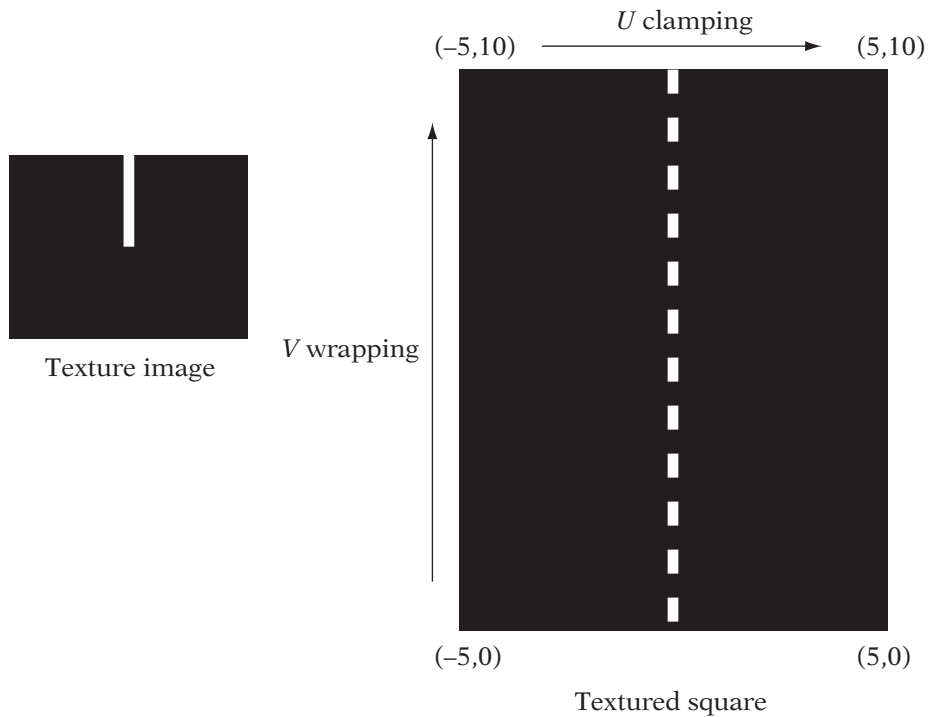 U clamping
(–5,10) (5,10)
V wrapping
Texture image
(–5,0) (5,0)
Textured square